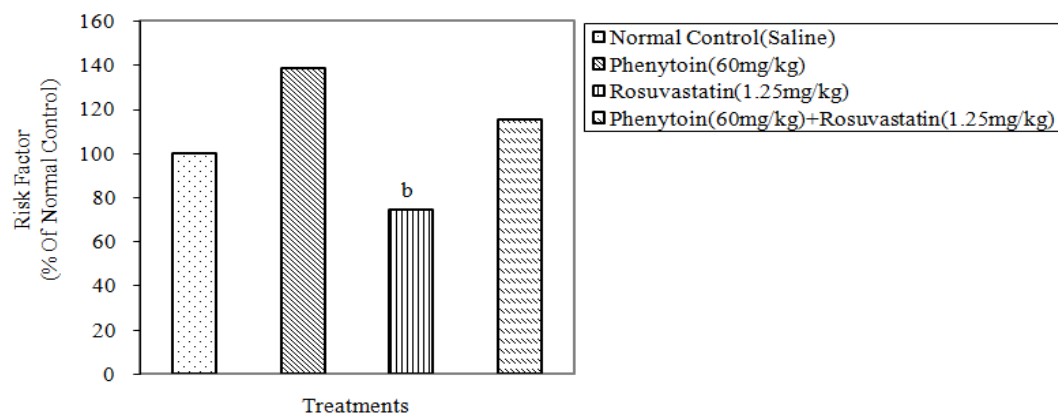 160
140
120
100
80
60
40
20
0
Risk Factor
(% Of Normal Control)
b
Treatments
Normal Control(Saline)
Phenytoin(60mg/kg)
Rosuvastatin(1.25mg/kg)
Phenytoin(60mg/kg)+Rosuvastatin(1.25mg/kg)